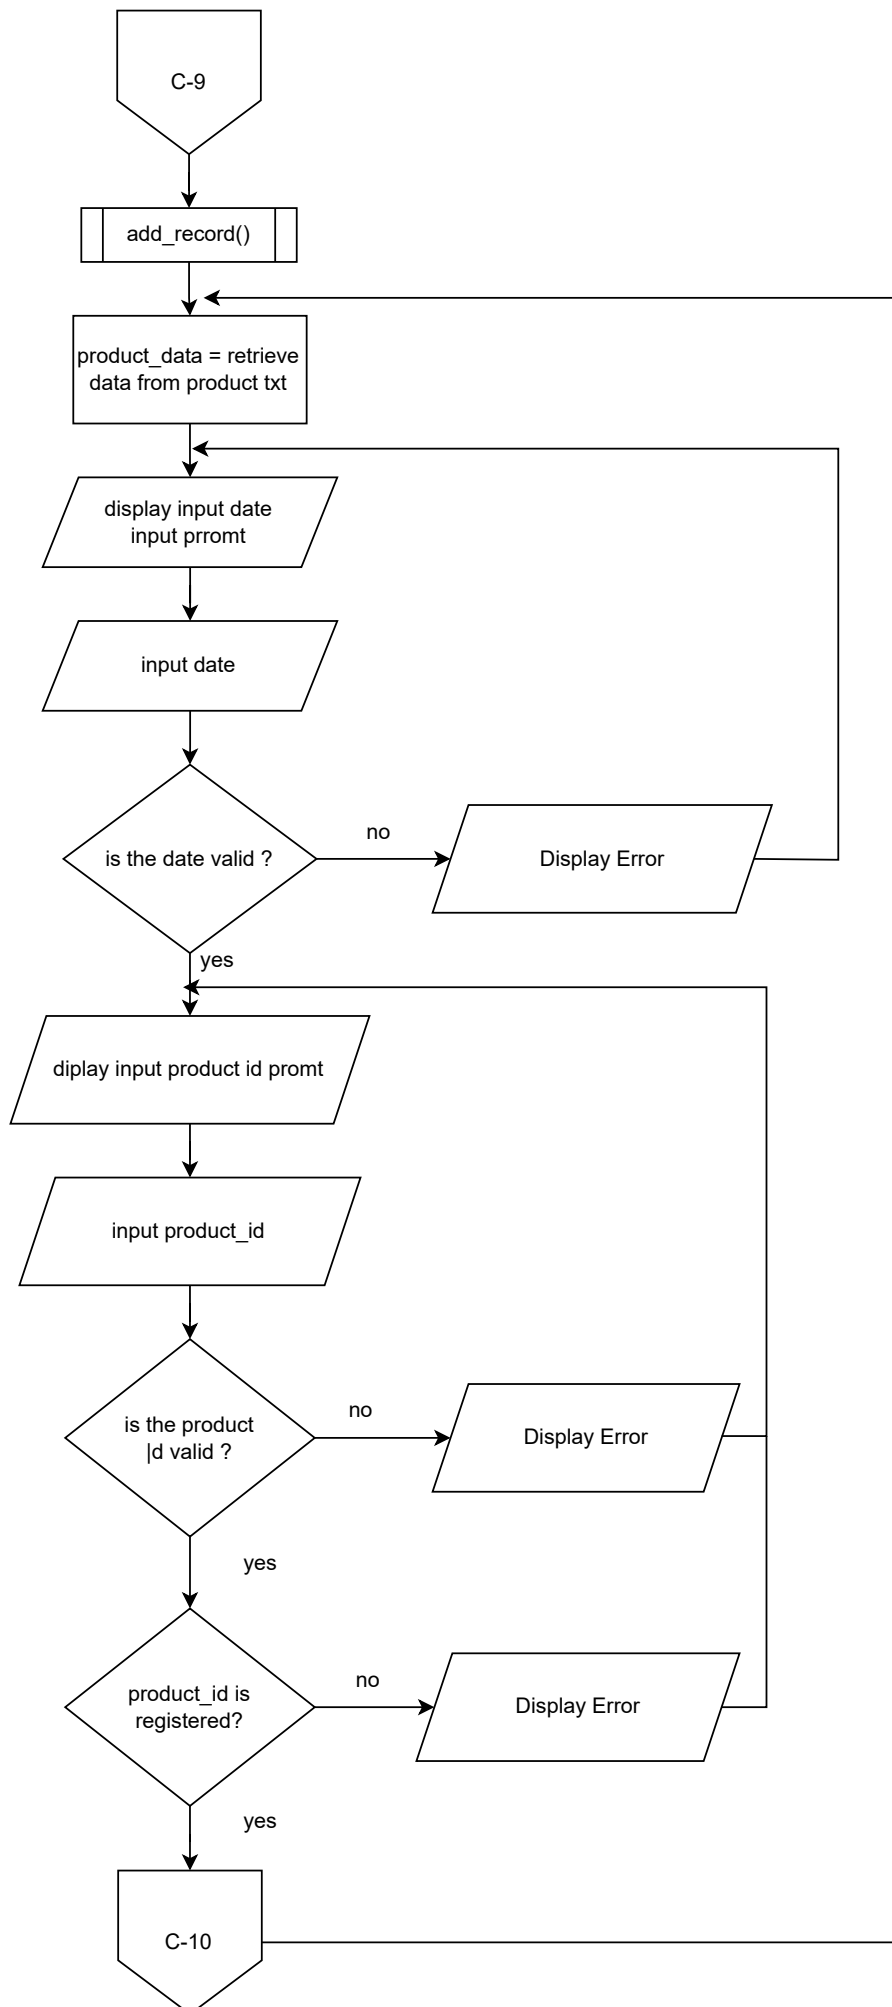 C-9
add_record()
product_data = retrieve
data from product txt
display input date
input prromt
input date
is the date valid ?
no
Display Error
yes
diplay input product id promt
input product_id
is the product
|d valid ?
no
Display Error
yes
product_id is
registered?
no
Display Error
yes
C-10